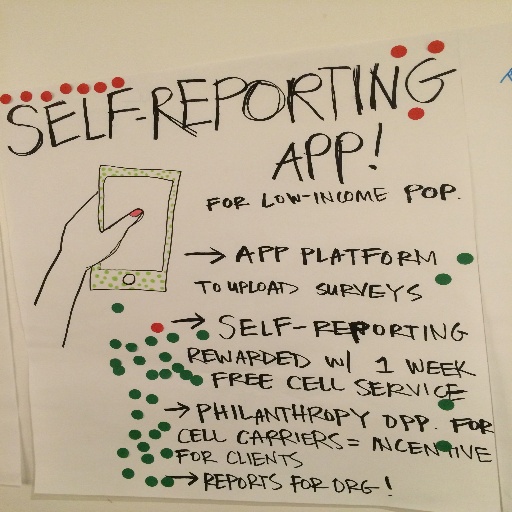 SELF-REPORTING
APP!
FOR LOW-INCOME POP.
→ APP PLATFORM
TO UPLOAD SURVEYS
→ SELF-REPORTING
REWARDED W/ 1 WEEK
FREE CELL SERVICE
→ PHILANTHROPY OPP. FOR
CELL CARRIERS = INCENTIVE
FOR CLIENTS
→ REPORTS FOR ORG!